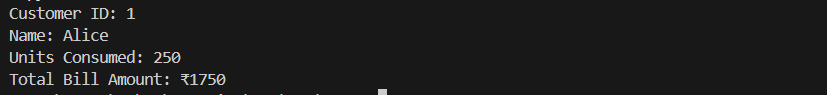 Customer ID: 1
Name: Alice
Units Consumed: 250
Total Bill Amount: ₹1750